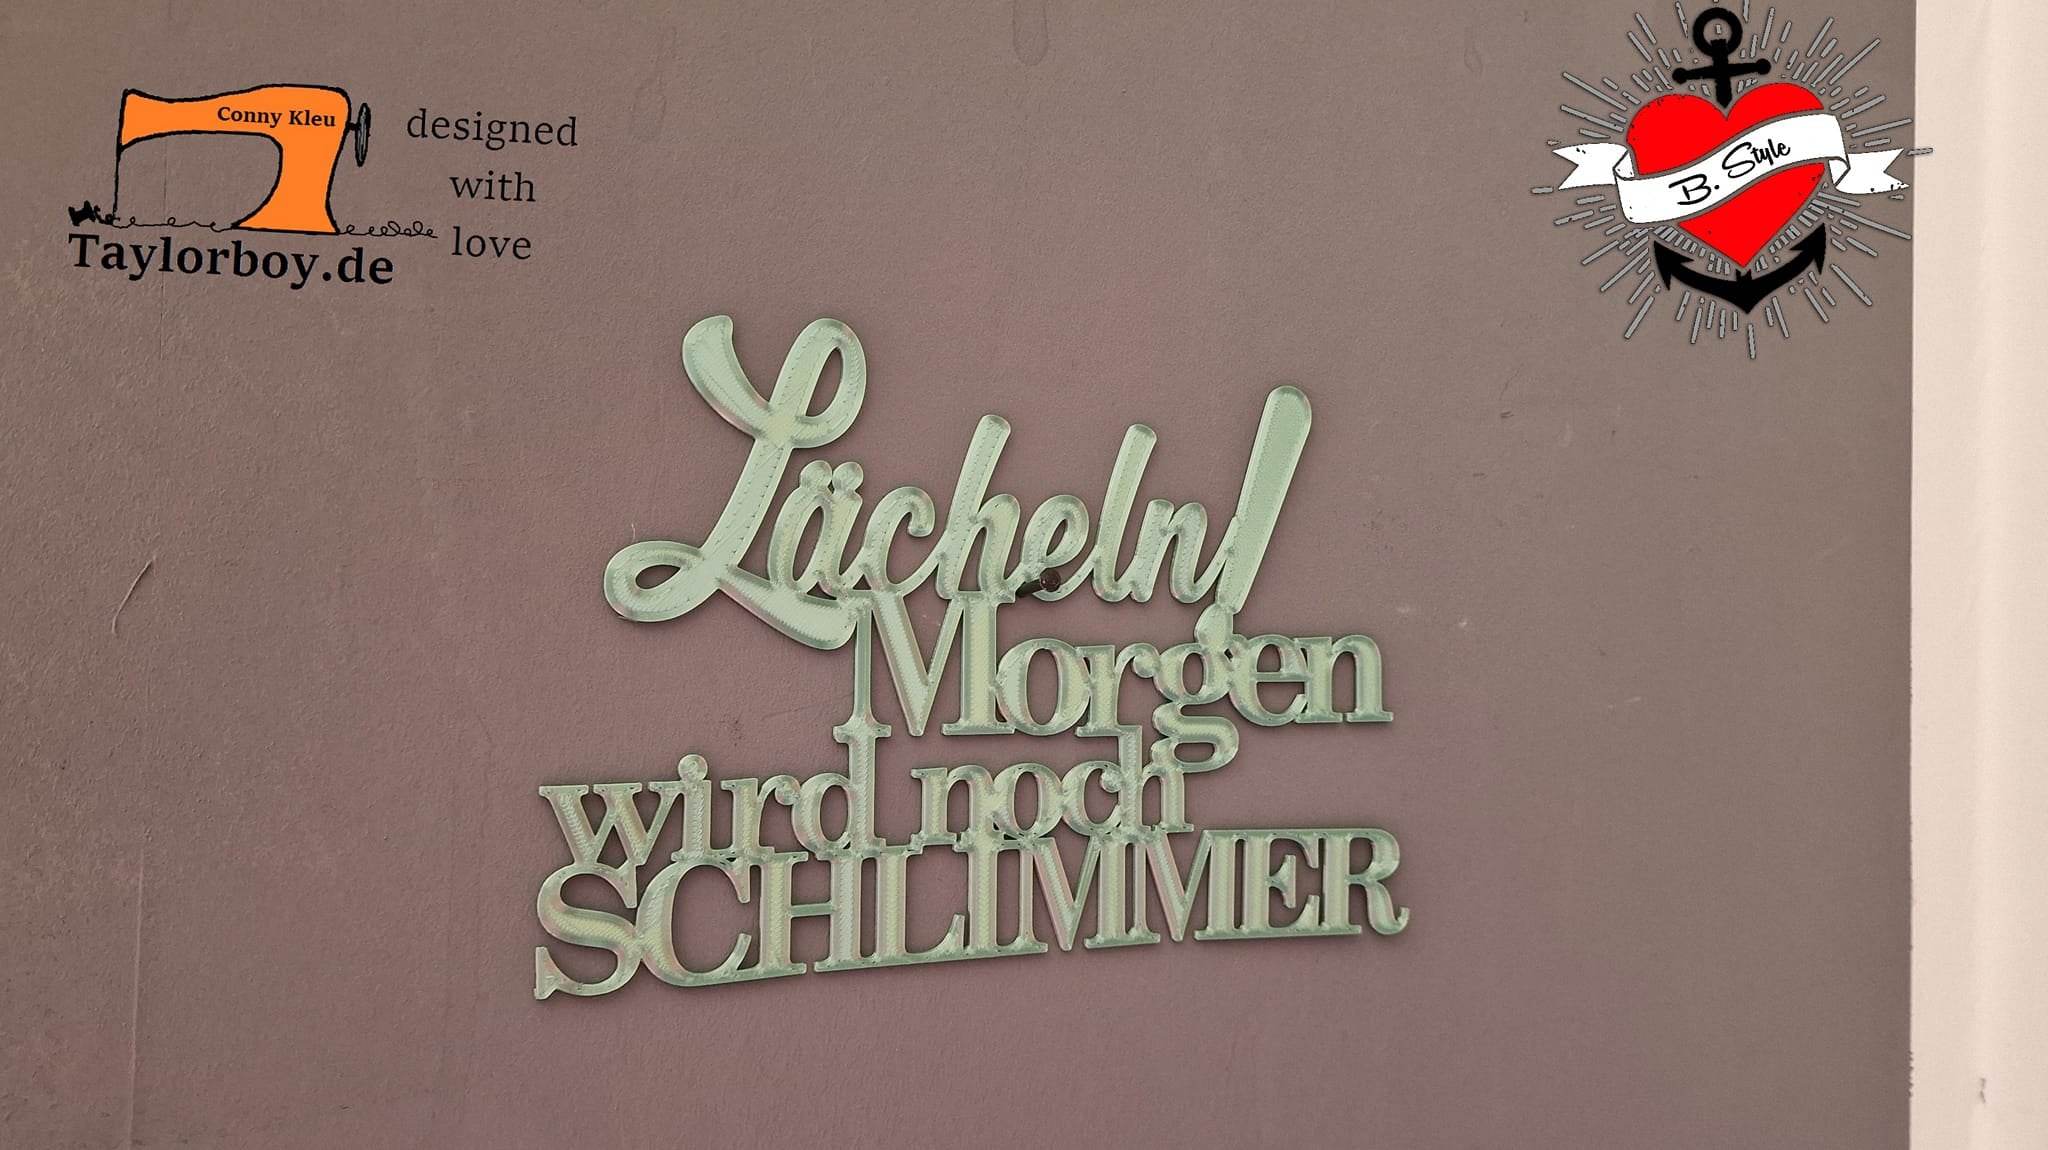 Conny Kleu
Taylorboy.de
designed
with
love
B. Style
Lächeln!
Morgen
wird noch
SCHLIMMER